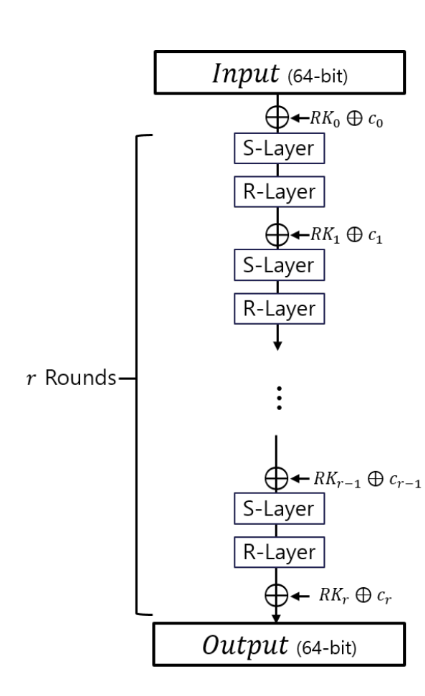 Input (64-bit)
RK₀ ⊕ c₀
S-Layer
R-Layer
RK₁ ⊕ c₁
S-Layer
R-Layer
r Rounds
⋮
RKᵣ₋₁ ⊕ cᵣ₋₁
S-Layer
R-Layer
RKᵣ ⊕ cᵣ
Output (64-bit)